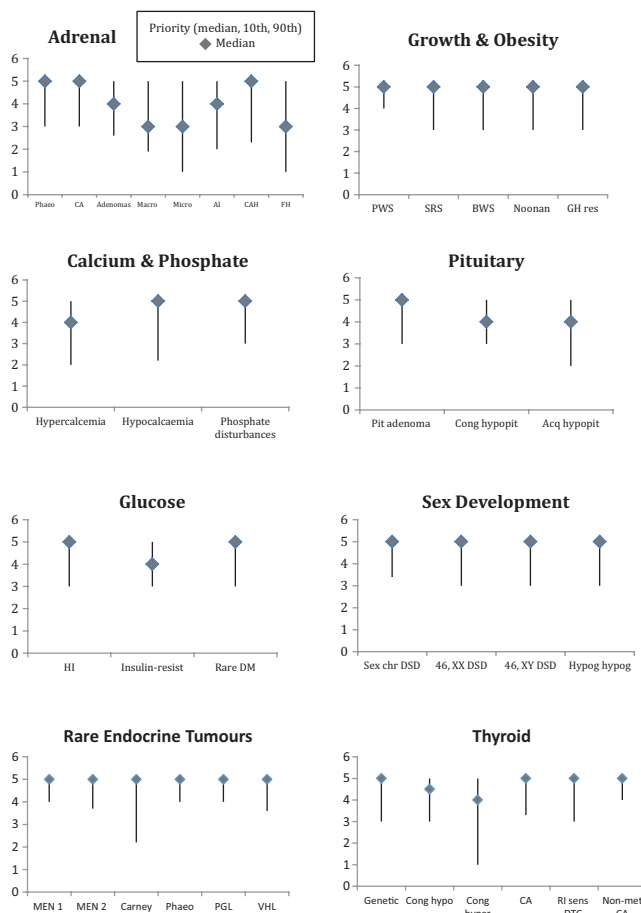 Adrenal
Priority (median, 10th, 90th)
Median
6
5
4
3
2
1
0
Phaeo CA Adenomas Macro Micro AI CAH FH
Growth & Obesity
6
5
4
3
2
1
0
PWS SRS BWS Noonan GH res
Calcium & Phosphate
6
5
4
3
2
1
0
Hypercalcemia Hypocalcaemia Phosphate
disturbances
Pituitary
6
5
4
3
2
1
0
Pit adenoma Cong hypopit Acq hypopit
Glucose
6
5
4
3
2
1
0
HI Insulin-resist Rare DM
Sex Development
6
5
4
3
2
1
0
Sex chr DSD 46, XX DSD 46, XY DSD Hypog hypog
Rare Endocrine Tumours
6
5
4
3
2
1
0
MEN 1 MEN 2 Carney Phaeo PGL VHL
Thyroid
6
5
4
3
2
1
0
Genetic Cong hypo Cong CA RI sens Non-met